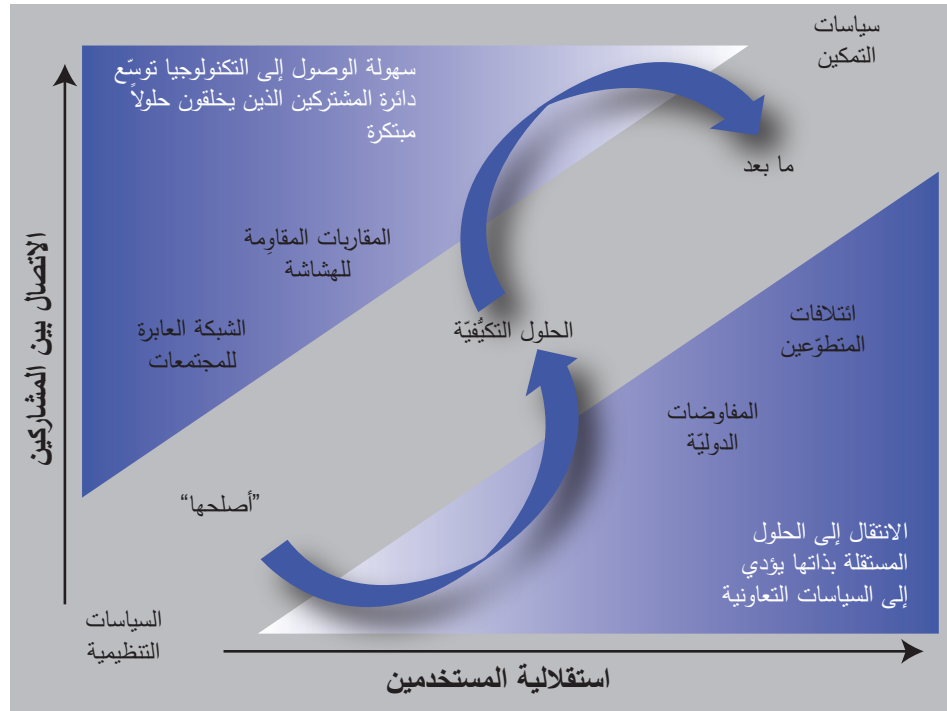 سياسات
التمكين
سهولة الوصول إلى التكنولوجيا توسّع
دائرة المشتركين الذين يخلقون حلولاً
مبتكرة
ما بعد
المقاربات المقاوِمة
للهشاشة
الشبكة العابرة
للمجتمعات
الحلول التكيُّفيّة
ائتلافات
المتطوّعين
المفاوضات
الدوليّة
"أصلحها"
الانتقال إلى الحلول
المستقلة بذاتها يؤدي
إلى السياسات التعاونية
السياسات
التنظيمية
الاتصال بين المشاركين
استقلالية المستخدمين